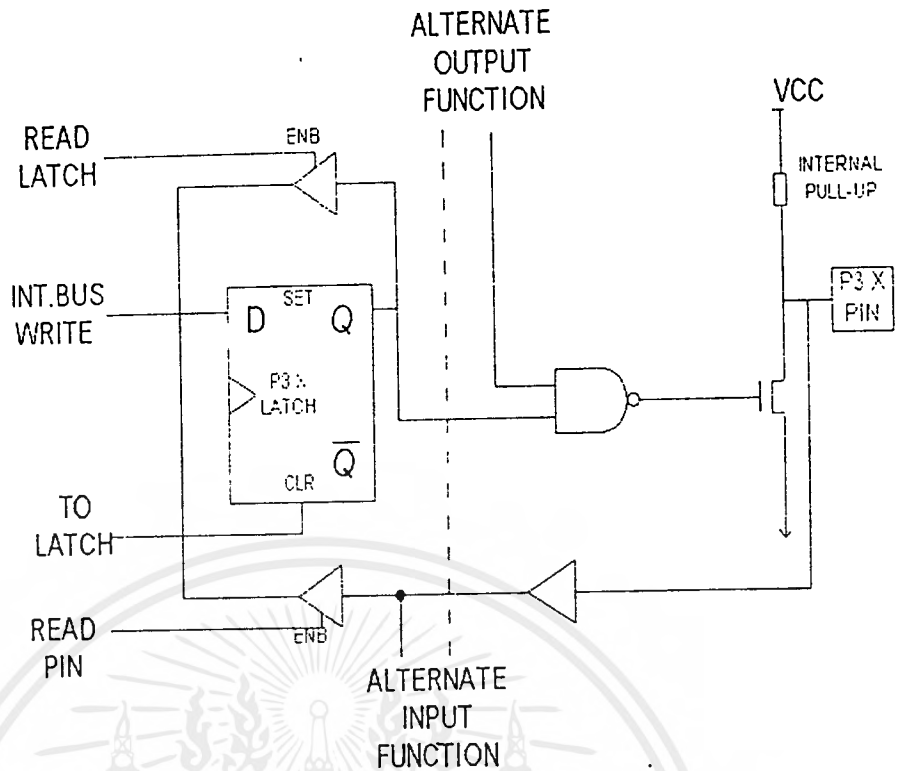 ALTERNATE
OUTPUT
FUNCTION
VCC
READ
LATCH
ENB
INTERNAL
PULL-UP
INT.BUS
WRITE
SET
D Q
P3 X
LATCH
Q̅
CLR
P3 X
PIN
TO
LATCH
READ
PIN
ENB
ALTERNATE
INPUT
FUNCTION